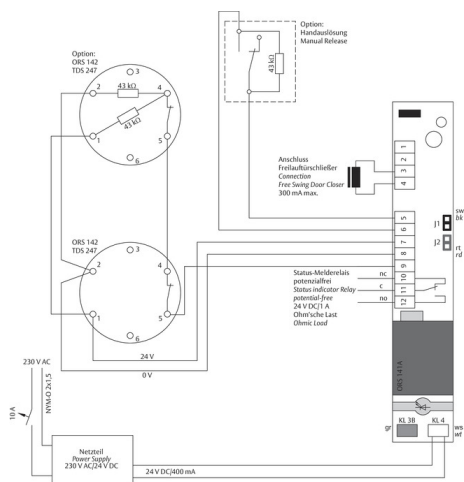 Option:
Handauslösung
Manual Release
43 kΩ
Option:
ORS 142
TDS 247
3
2
43 kΩ
4
43 kΩ
1
5
6
1
2
3
4
Anschluss
Freilauftürschließer
Connection
Free Swing Door Closer
300 mA max.
sw
bk
J1
J2
rt
rd
5
6
7
8
9
10
11
12
ORS 142
TDS 247
3
2
4
1
5
6
Status-Melderelais
potenzialfrei
Status indicator Relay
potential-free
24 V DC/1 A
Ohm'sche Last
Ohmic Load
nc
c
no
24 V
0 V
ORS 141A
230 V AC
NYM-O 2x1,5
10 A
gr
KL 3B
KL 4
ws
wt
Netzteil
Power Supply
230 V AC/24 V DC
24 V DC/400 mA